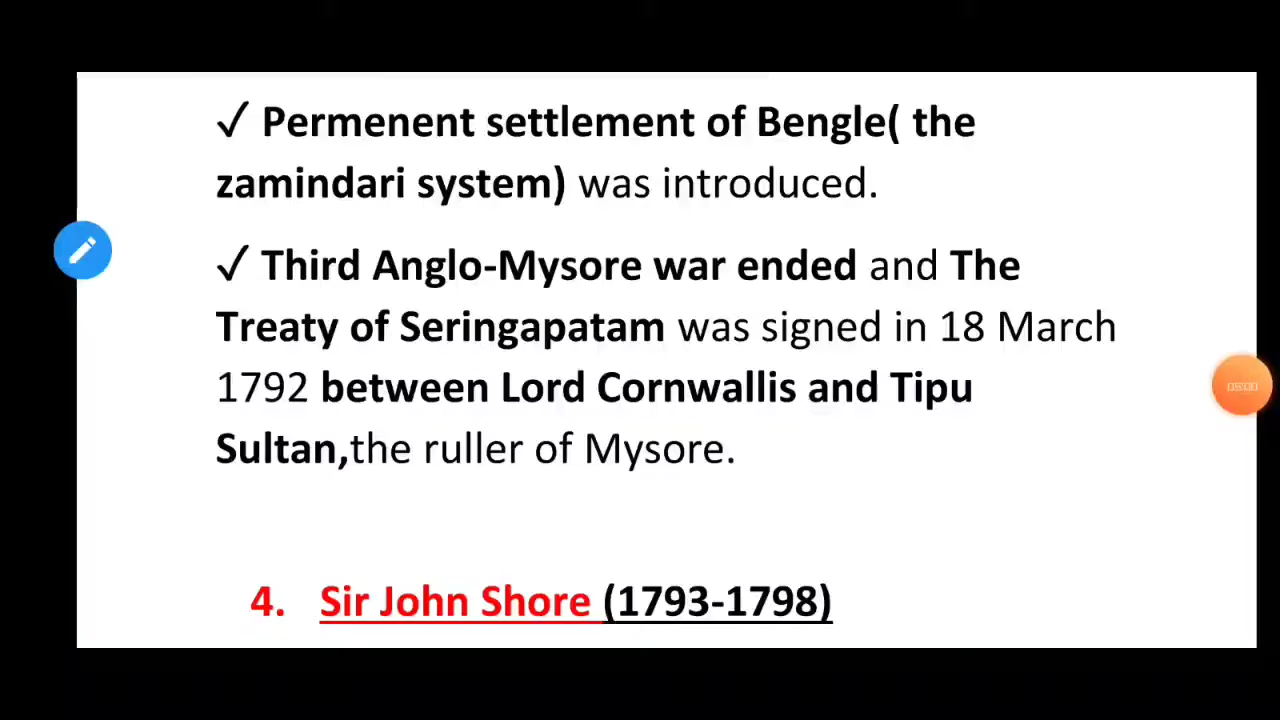 ✓ Permenent settlement of Bengle( the
zamindari system) was introduced.
✓ Third Anglo-Mysore war ended and The
Treaty of Seringapatam was signed in 18 March
1792 between Lord Cornwallis and Tipu
Sultan,the ruller of Mysore.
05:00
4. Sir John Shore (1793-1798)